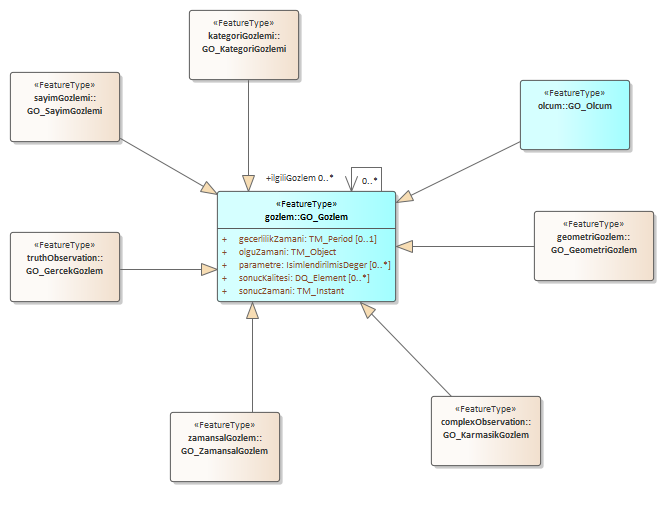 «FeatureType»
kategoriGozlemi::
GO_KategoriGozlemi
«FeatureType»
sayimGozlemi::
GO_SayimGozlemi
«FeatureType»
olcum::GO_Olcum
+ilgiliGozlem 0..*
0..*
«FeatureType»
gozlem::GO_Gozlem
+ gecerlilikZamani: TM_Period [0..1]
+ olguZamani: TM_Object
+ parametre: IsimlendirilmisDeger [0..*]
+ sonucKalitesi: DQ_Element [0..*]
+ sonucZamani: TM_Instant
«FeatureType»
geometriGozlem::
GO_GeometriGozlem
«FeatureType»
truthObservation::
GO_GercekGozlem
«FeatureType»
complexObservation::
GO_KarmasikGozlem
«FeatureType»
zamansalGozlem::
GO_ZamansalGozlem